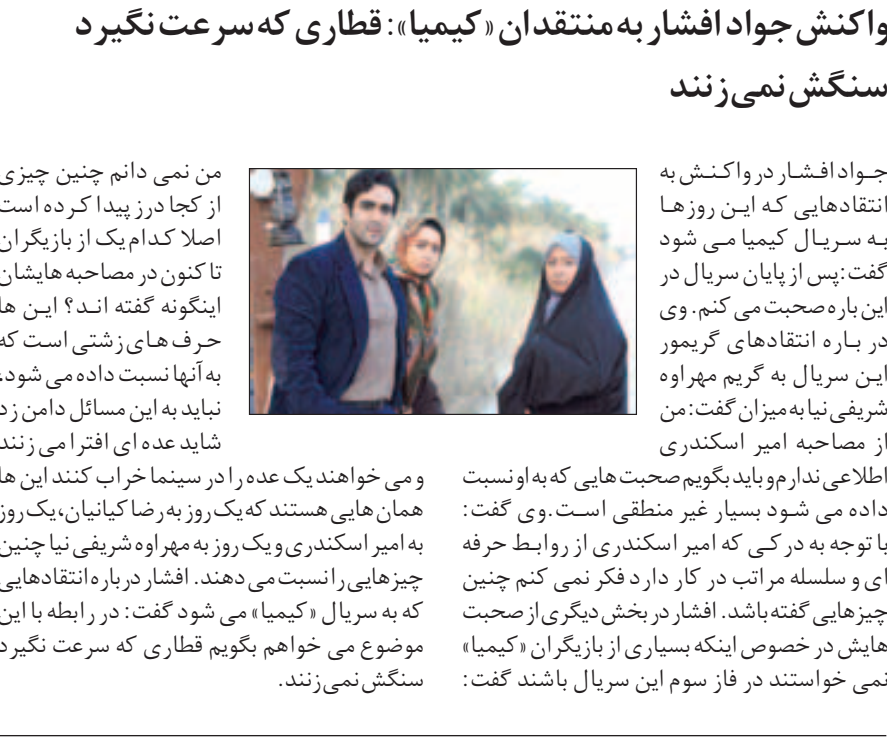 واکنش جواد افشار به منتقدان «کیمیا»: قطاری که سرعت نگیرد
سنگش نمی‌زنند
جواد افشار در واکنش به
انتقادهایی که این روزها
به سریال کیمیا می شود
گفت:پس از پایان سریال در
این باره صحبت می کنم. وی
در باره انتقادهای گریمور
این سریال به گریم مهراوه
شریفی نیا به میزان گفت:من
از مصاحبه امیر اسکندری
اطلاعی ندارم و باید بگویم صحبت هایی که به او نسبت
داده می شود بسیار غیر منطقی است.وی گفت:
با توجه به درکی که امیر اسکندری از روابط حرفه
ای و سلسله مراتب در کار دارد فکر نمی کنم چنین
چیزهایی گفته باشد. افشار در بخش دیگری از صحبت
هایش در خصوص اینکه بسیاری از بازیگران «کیمیا»
نمی خواستند در فاز سوم این سریال باشند گفت:
من نمی دانم چنین چیزی
از کجا درز پیدا کرده است
اصلا کدام یک از بازیگران
تا کنون در مصاحبه هایشان
اینگونه گفته اند؟ این ها
حرف های زشتی است که
به آنها نسبت داده می شود،
نباید به این مسائل دامن زد
شاید عده ای افترا می زنند
و می خواهند یک عده را در سینما خراب کنند این ها
همان هایی هستند که یک روز به رضا کیانیان، یک روز
به امیر اسکندری و یک روز به مهراوه شریفی نیا چنین
چیزهایی را نسبت می دهند. افشار درباره انتقادهایی
که به سریال «کیمیا» می شود گفت: در رابطه با این
موضوع می خواهم بگویم قطاری که سرعت نگیرد
سنگش نمی‌زنند.